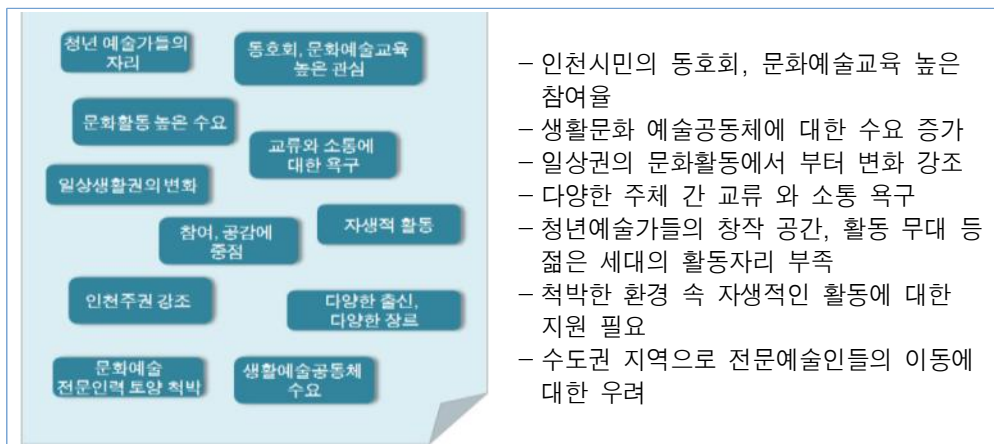 청년 예술가들의
자리
동호회, 문화예술교육
높은 관심
문화활동 높은 수요
교류와 소통에
대한 욕구
일상생활권의 변화
참여, 공감에
중점
자생적 활동
인천주권 강조
다양한 출신,
다양한 장르
문화예술
전문인력 토양 척박
생활예술공동체
수요
– 인천시민의 동호회, 문화예술교육 높은
참여율
– 생활문화 예술공동체에 대한 수요 증가
– 일상권의 문화활동에서 부터 변화 강조
– 다양한 주체 간 교류 와 소통 욕구
– 청년예술가들의 창작 공간, 활동 무대 등
젊은 세대의 활동자리 부족
– 척박한 환경 속 자생적인 활동에 대한
지원 필요
– 수도권 지역으로 전문예술인들의 이동에
대한 우려